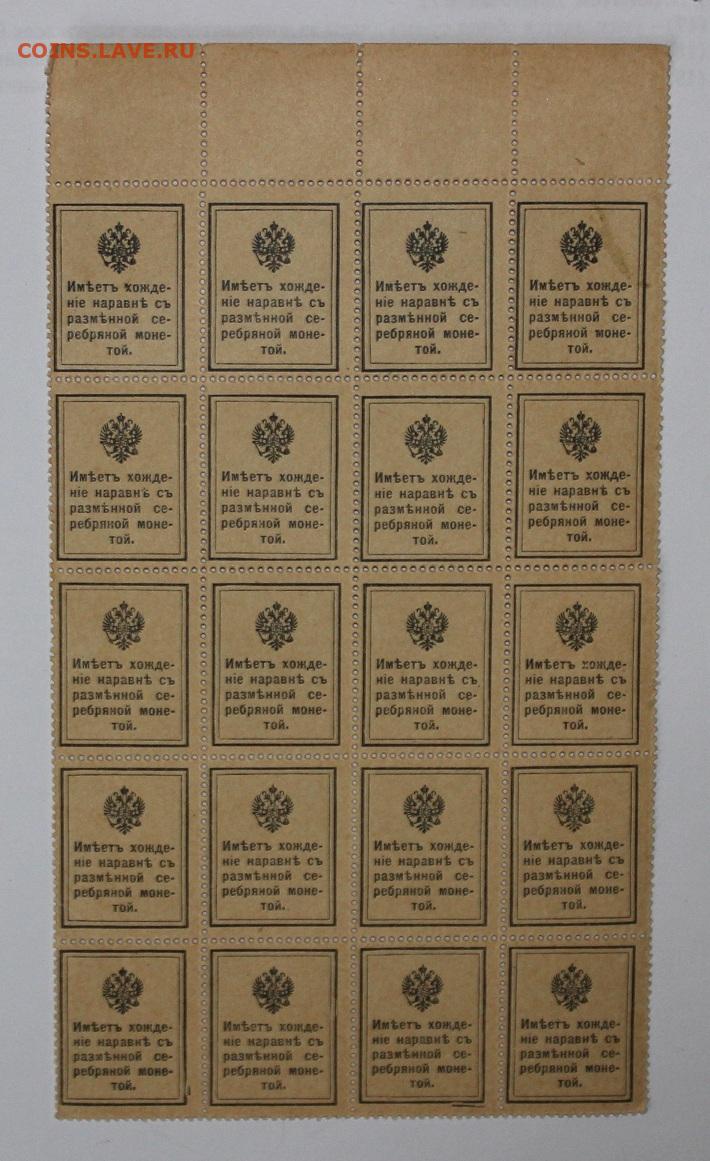 COINS.LAVE.RU
Имѣетъ хожде- Имѣетъ хожде- Имѣетъ хожде- Имѣетъ хожде-
ніе наравнѣ съ ніе наравнѣ съ ніе наравнѣ съ ніе наравнѣ съ
размѣнной се- размѣнной се- размѣнной се- размѣнной се-
ребряной моне- ребряной моне- ребряной моне- ребряной моне-
той. той. той. той.
Имѣетъ хожде- Имѣетъ хожде- Имѣетъ хожде- Имѣетъ хожде-
ніе наравнѣ съ ніе наравнѣ съ ніе наравнѣ съ ніе наравнѣ съ
размѣнной се- размѣнной се- размѣнной се- размѣнной се-
ребряной моне- ребряной моне- ребряной моне- ребряной моне-
той. той. той. той.
Имѣетъ хожде- Имѣетъ хожде- Имѣетъ хожде- Имѣетъ хожде-
ніе наравнѣ съ ніе наравнѣ съ ніе наравнѣ съ ніе наравнѣ съ
размѣнной се- размѣнной се- размѣнной се- размѣнной се-
ребряной моне- ребряной моне- ребряной моне- ребряной моне-
той. той. той. той.
Имѣетъ хожде- Имѣетъ хожде- Имѣетъ хожде- Имѣетъ хожде-
ніе наравнѣ съ ніе наравнѣ съ ніе наравнѣ съ ніе наравнѣ съ
размѣнной се- размѣнной се- размѣнной се- размѣнной се-
ребряной моне- ребряной моне- ребряной моне- ребряной моне-
той. той. той. той.
Имѣетъ хожде- Имѣетъ хожде- Имѣетъ хожде- Имѣетъ хожде-
ніе наравнѣ съ ніе наравнѣ съ ніе наравнѣ съ ніе наравнѣ съ
размѣнной се- размѣнной се- размѣнной се- размѣнной се-
ребряной моне- ребряной моне- ребряной моне- ребряной моне-
той. той. той. той.